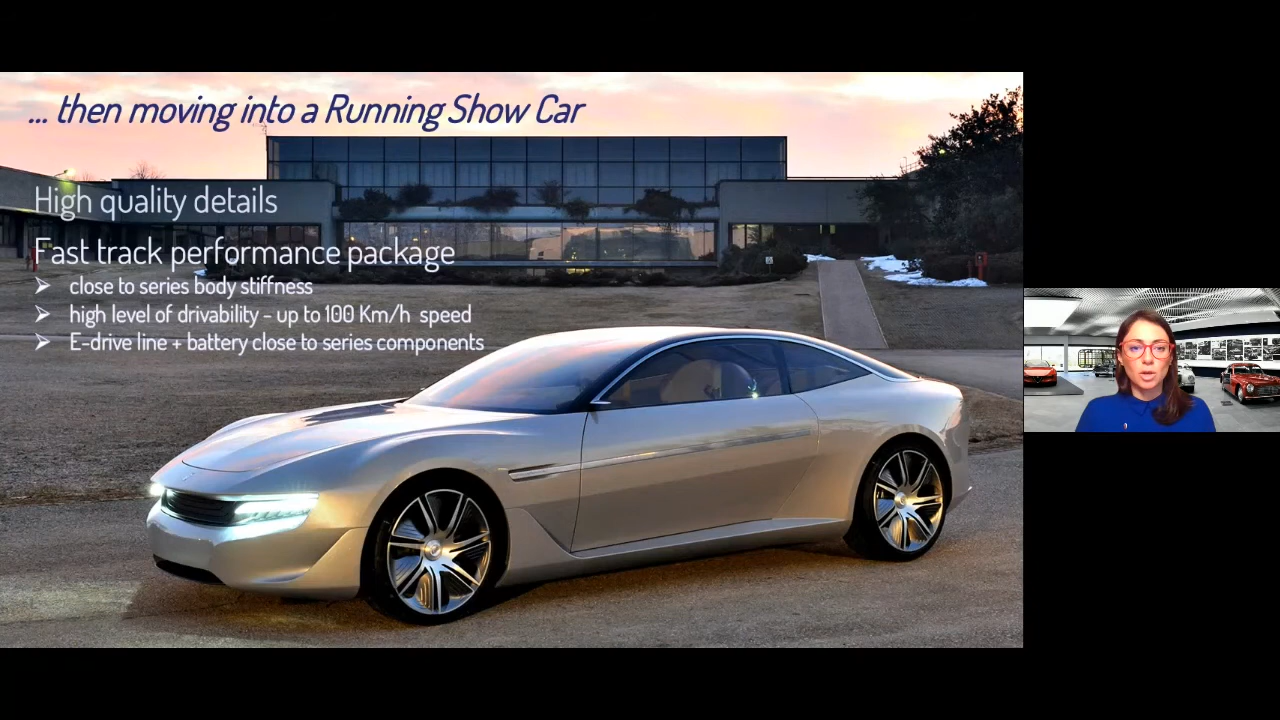 ... then moving into a Running Show Car
High quality details
Fast track performance package
➢ close to series body stiffness
➢ high level of drivability - up to 100 Km/h speed
➢ E-drive line + battery close to series components